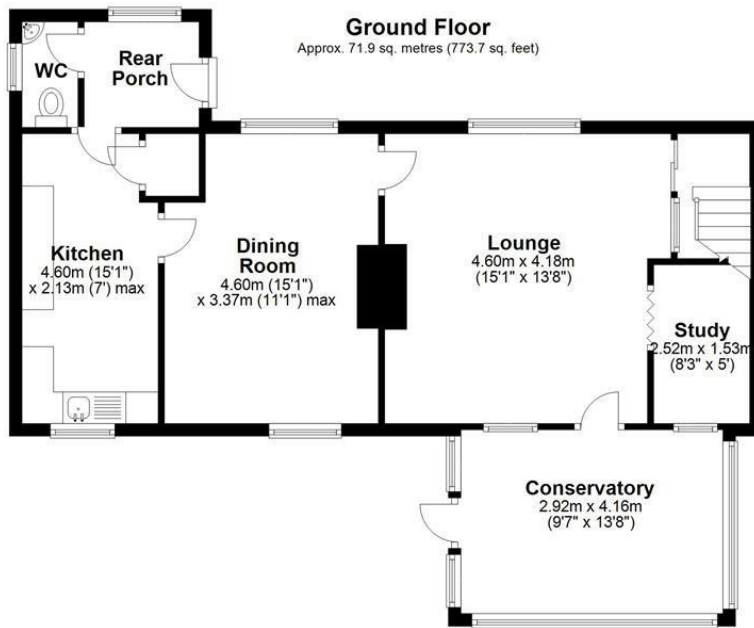 Ground Floor
Approx. 71.9 sq. metres (773.7 sq. feet)
WC
Rear
Porch
Kitchen
4.60m (15'1")
x 2.13m (7') max
Dining
Room
4.60m (15'1")
x 3.37m (11'1") max
Lounge
4.60m x 4.18m
(15'1" x 13'8")
Study
2.52m x 1.53m
(8'3" x 5')
Conservatory
2.92m x 4.16m
(9'7" x 13'8")